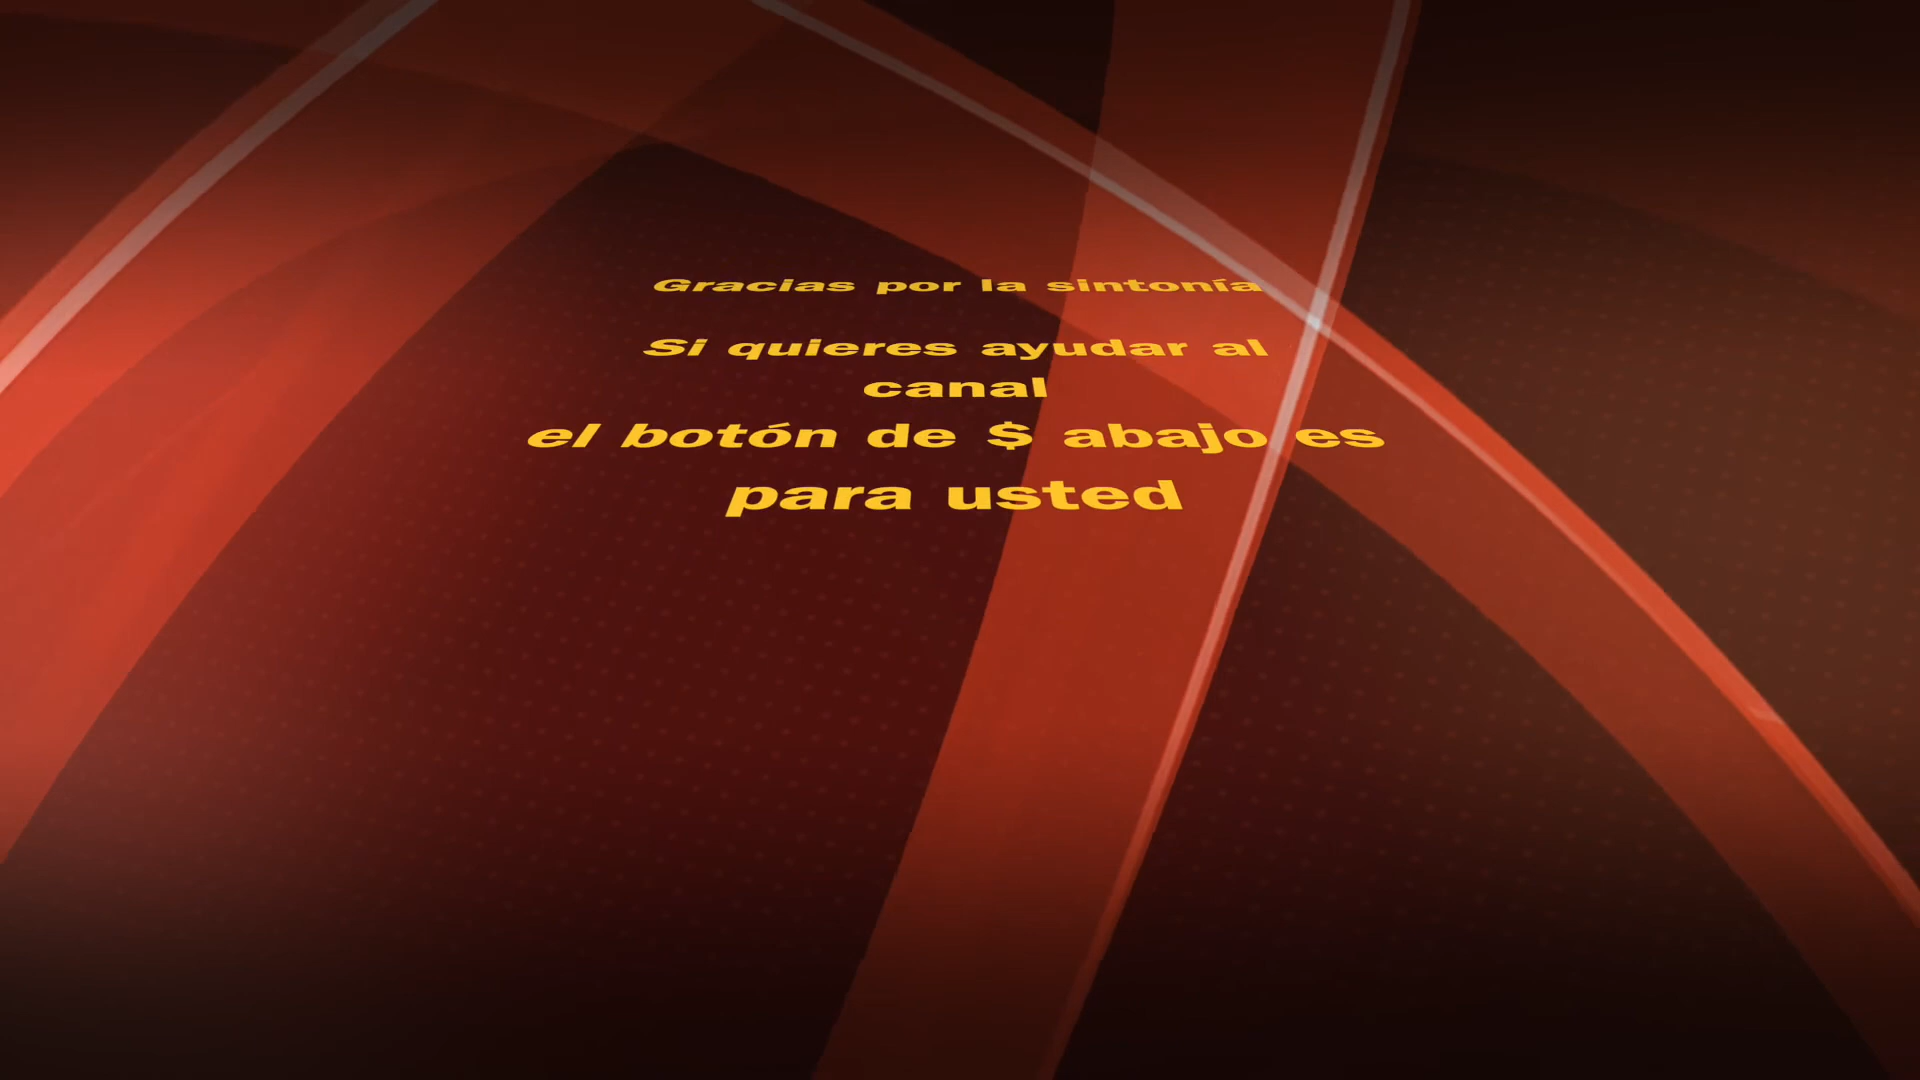 Gracias por la sintonía
Si quieres ayudar al
canal
el botón de $ abajo es
para usted